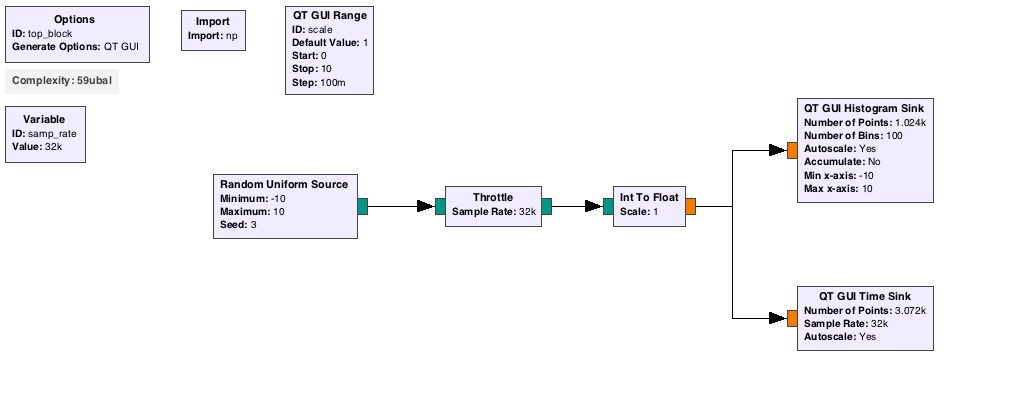 Options
ID: top_block
Generate Options: QT GUI
Import
Import: np
QT GUI Range
ID: scale
Default Value: 1
Start: 0
Stop: 10
Step: 100m
Complexity: 59ubal
Variable
ID: samp_rate
Value: 32k
Random Uniform Source
Minimum: -10
Maximum: 10
Seed: 3
Throttle
Sample Rate: 32k
Int To Float
Scale: 1
QT GUI Histogram Sink
Number of Points: 1.024k
Number of Bins: 100
Autoscale: Yes
Accumulate: No
Min x-axis: -10
Max x-axis: 10
QT GUI Time Sink
Number of Points: 3.072k
Sample Rate: 32k
Autoscale: Yes